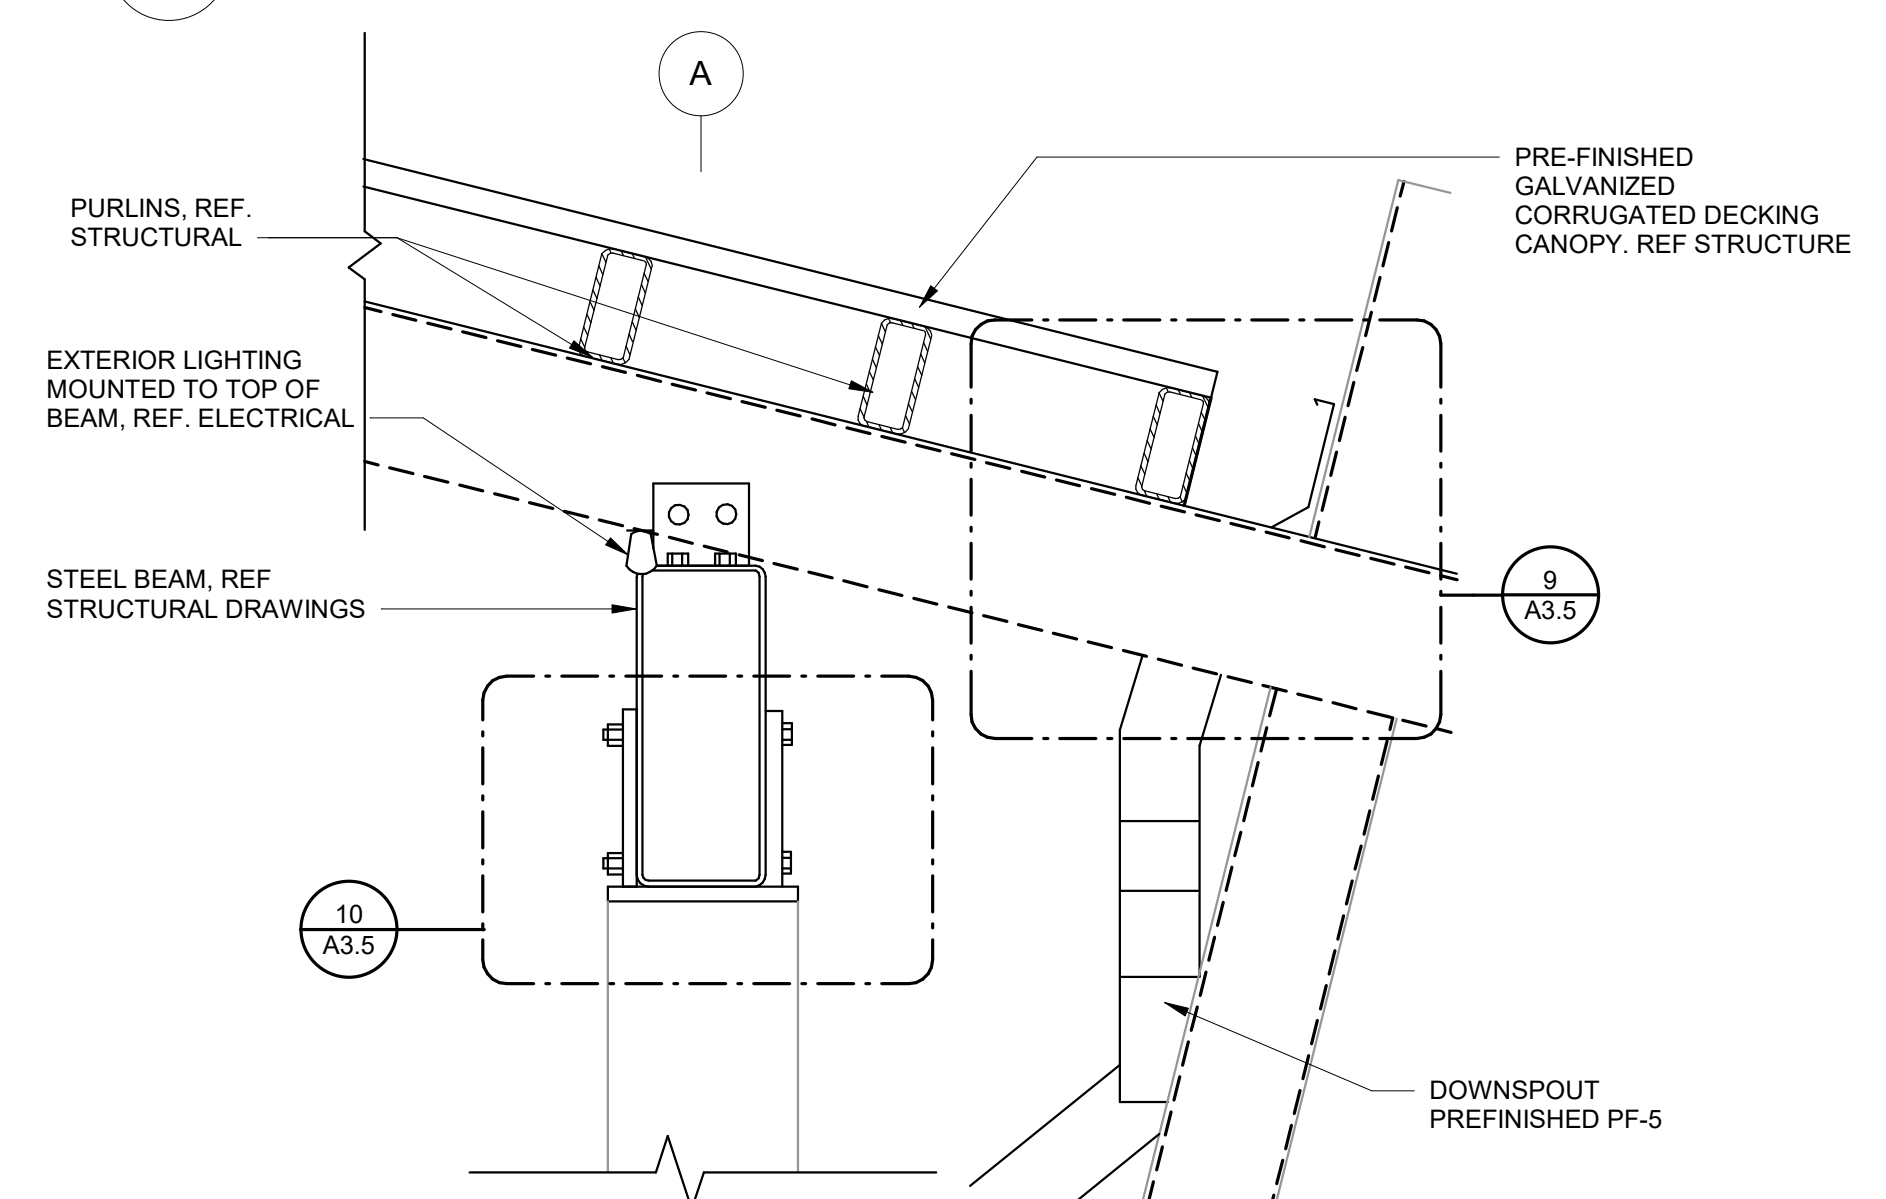 A
PRE-FINISHED
GALVANIZED
CORRUGATED DECKING
CANOPY. REF STRUCTURE
PURLINS, REF.
STRUCTURAL
EXTERIOR LIGHTING
MOUNTED TO TOP OF
BEAM, REF. ELECTRICAL
STEEL BEAM, REF
STRUCTURAL DRAWINGS
9
A3.5
10
A3.5
DOWNSPOUT
PREFINISHED PF-5